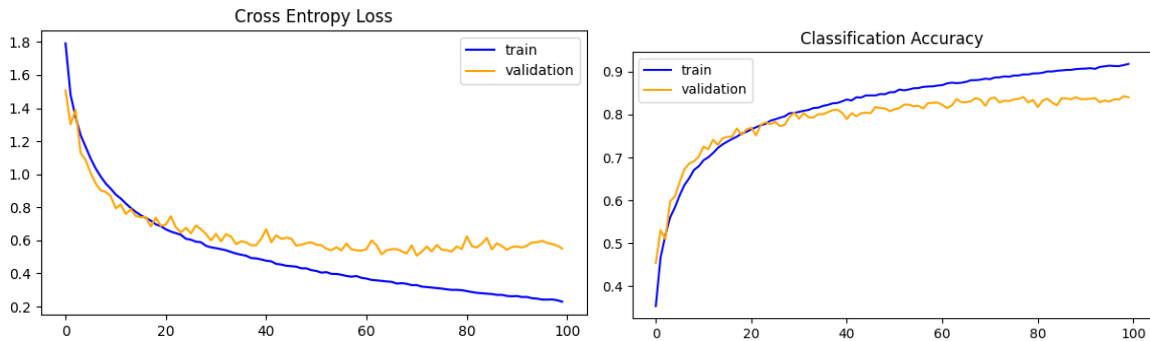 Cross Entropy Loss
1.8
1.6
1.4
1.2
1.0
0.8
0.6
0.4
0.2
train
validation
0 20 40 60 80 100
Classification Accuracy
0.9
0.8
0.7
0.6
0.5
0.4
train
validation
0 20 40 60 80 100